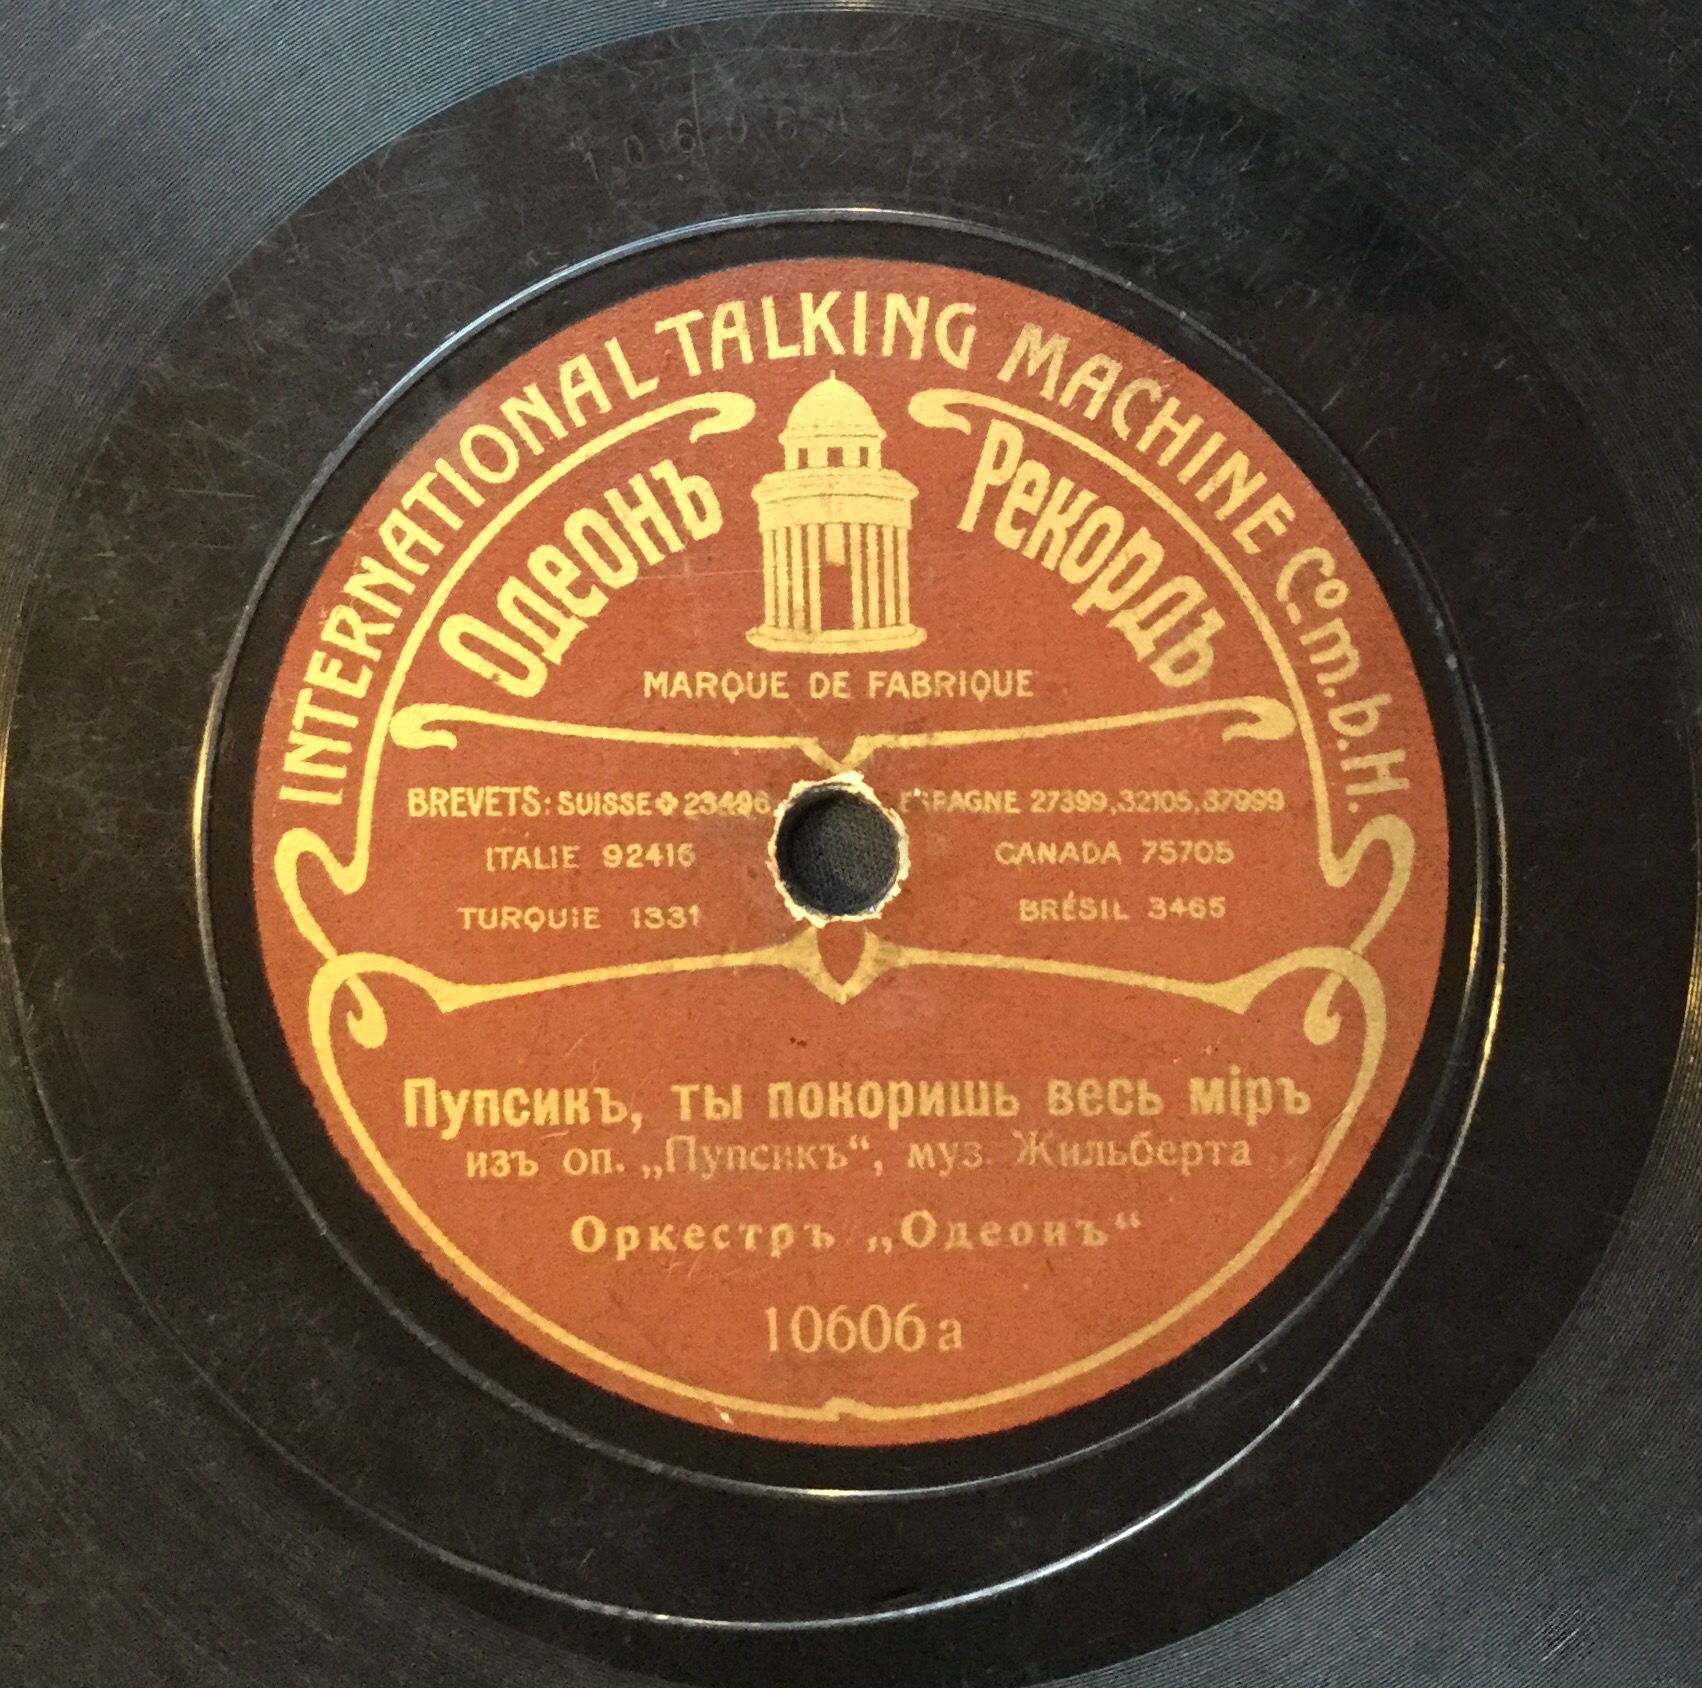 INTERNATIONAL TALKING MACHINE Co. m. b. H.
Одеонъ Рекордъ
MARQUE DE FABRIQUE
BREVETS: SUISSE 23496 ESPAGNE 27399, 32105, 37999
ITALIE 92416 CANADA 75705
TURQUIE 1331 BRÉSIL 3465
Пупсикъ, ты покоришь весь мiръ
изъ оп. „Пупсикъ“, муз. Жильберта
Оркестръ „Одеонъ“
10606 a